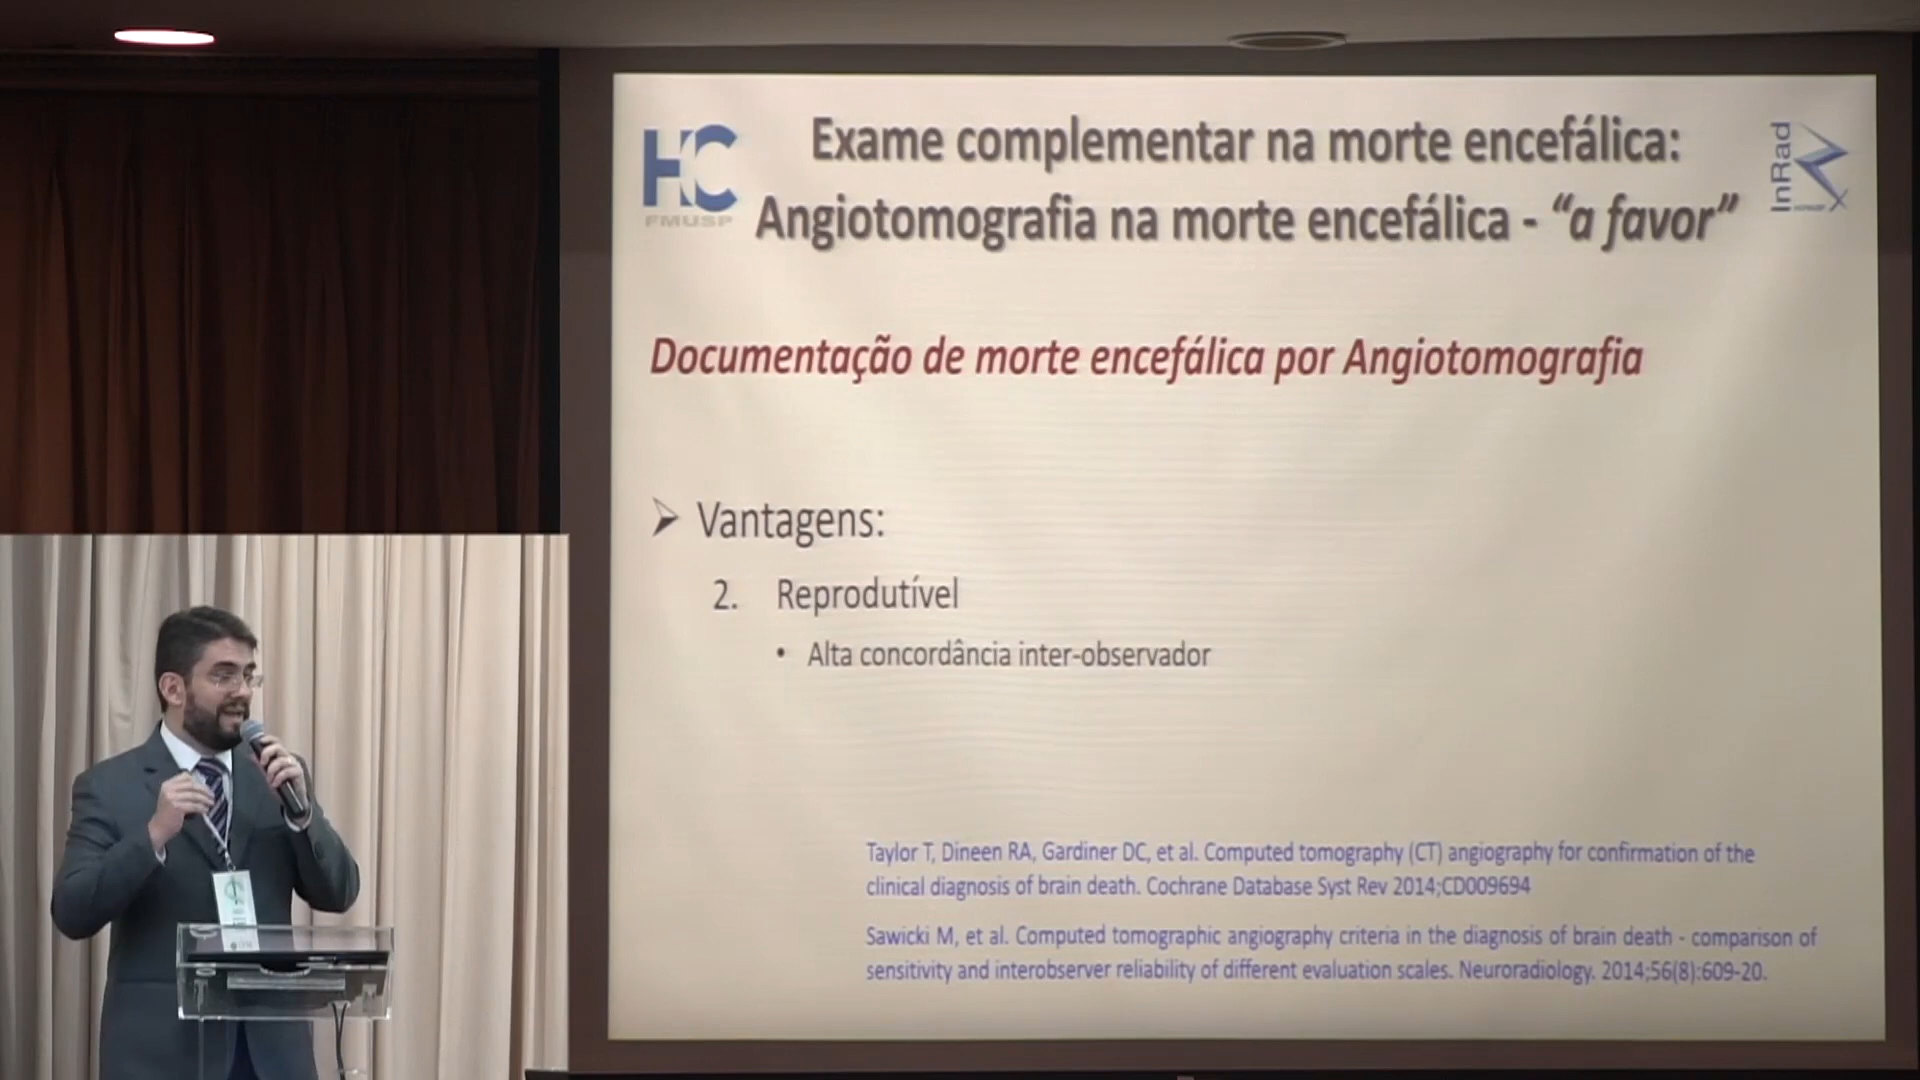 HC
FMUSP
Exame complementar na morte encefálica:
Angiotomografia na morte encefálica - “a favor”
InRad
Documentação de morte encefálica por Angiotomografia
➢ Vantagens:
2. Reprodutível
• Alta concordância inter-observador
Taylor T, Dineen RA, Gardiner DC, et al. Computed tomography (CT) angiography for confirmation of the
clinical diagnosis of brain death. Cochrane Database Syst Rev 2014;CD009694
Sawicki M, et al. Computed tomographic angiography criteria in the diagnosis of brain death - comparison of
sensitivity and interobserver reliability of different evaluation scales. Neuroradiology. 2014;56(8):609-20.